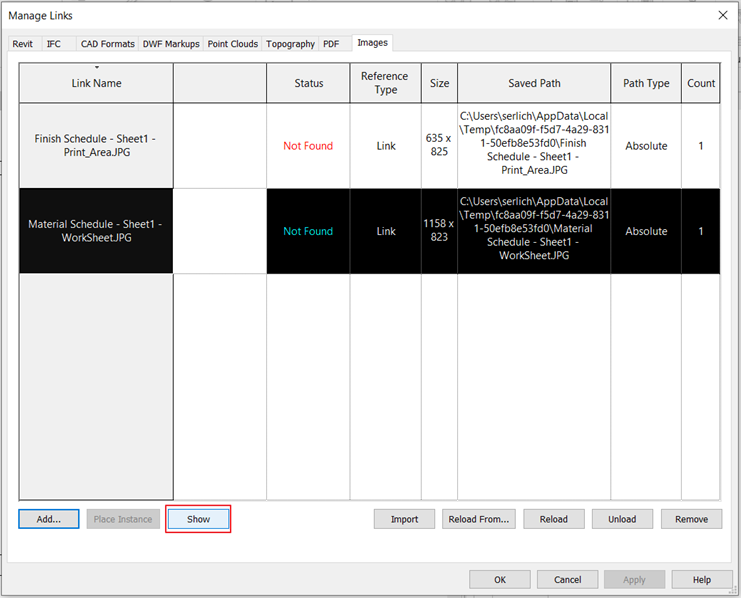 Manage Links
Revit IFC CAD Formats DWF Markups Point Clouds Topography PDF Images
Link Name Status Reference Type Size Saved Path Path Type Count
Finish Schedule - Sheet1 -
Print_Area.JPG
Not Found
Link
635 x
825
C:\Users\serlich\AppData\Local
\Temp\fc8aa09f-f5d7-4a29-831
1-50efb8e53fd0\Finish
Schedule - Sheet1 -
Print_Area.JPG
Absolute
1
Material Schedule - Sheet1 -
WorkSheet.JPG
Not Found
Link
1158 x
823
C:\Users\serlich\AppData\Local
\Temp\fc8aa09f-f5d7-4a29-831
1-50efb8e53fd0\Material
Schedule - Sheet1 -
WorkSheet.JPG
Absolute
1
Add... Place Instance Show Import Reload From... Reload Unload Remove
OK Cancel Apply Help